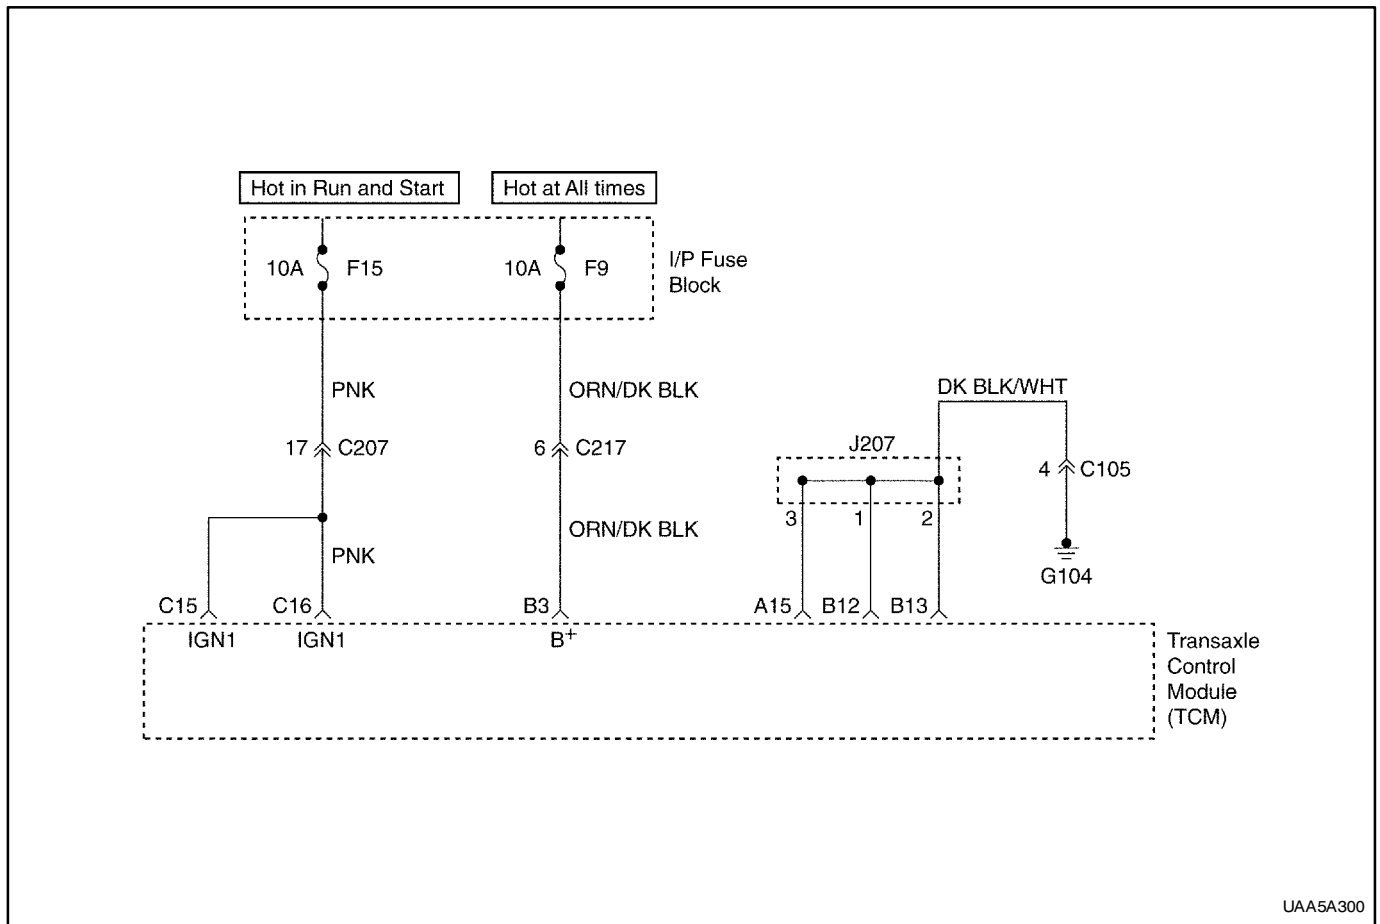 Hot in Run and Start
Hot at All times
10A F15
10A F9
I/P Fuse
Block
PNK
ORN/DK BLK
DK BLK/WHT
17 C207
6 C217
J207
4 C105
3 1 2
PNK
ORN/DK BLK
G104
C15 C16 B3 A15 B12 B13
IGN1 IGN1 B+
Transaxle
Control
Module
(TCM)
UAA5A300